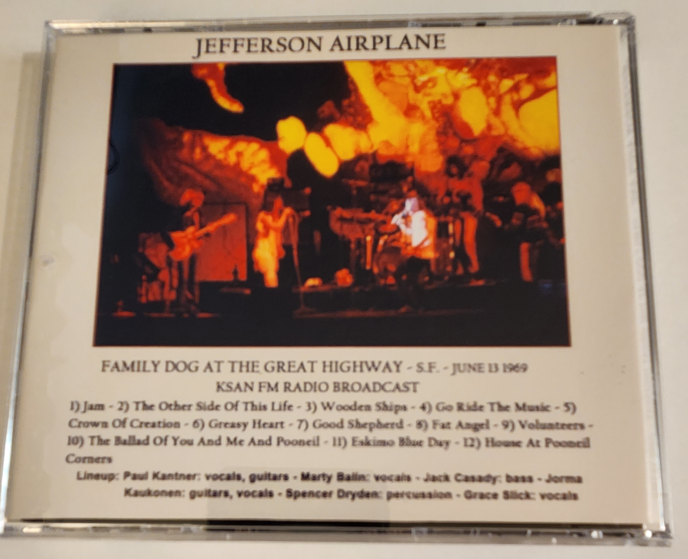 JEFFERSON AIRPLANE
FAMILY DOG AT THE GREAT HIGHWAY - S.F. - JUNE 13 1969
KSAN FM RADIO BROADCAST
1) Jam - 2) The Other Side Of This Life - 3) Wooden Ships - 4) Go Ride The Music - 5)
Crown Of Creation - 6) Greasy Heart - 7) Good Shepherd - 8) Fat Angel - 9) Volunteers -
10) The Ballad Of You And Me And Pooneil - 11) Eskimo Blue Day - 12) House At Pooneil
Corners
Lineup: Paul Kantner: vocals, guitars - Marty Balin: vocals - Jack Casady: bass - Jorma
Kaukonen: guitars, vocals - Spencer Dryden: percussion - Grace Slick: vocals